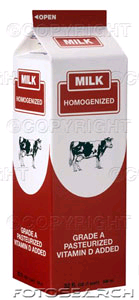 ◄OPEN
MILK
MILK
HOMOGENIZED
GRADE A
PASTEURIZED
VITAMIN D ADDED
©COPYRIGHT
FOTOSEARCH